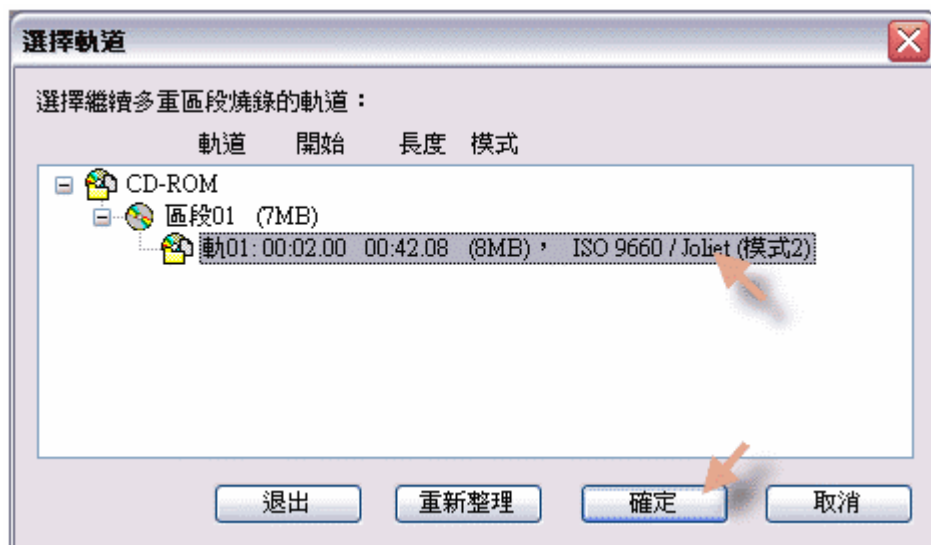 選擇軌道
選擇繼續多重區段燒錄的軌道：
軌道 開始 長度 模式
CD-ROM
區段01 (7MB)
軌01: 00:02.00 00:42.08 (8MB)， ISO 9660 / Joliet (模式2)
退出 重新整理 確定 取消